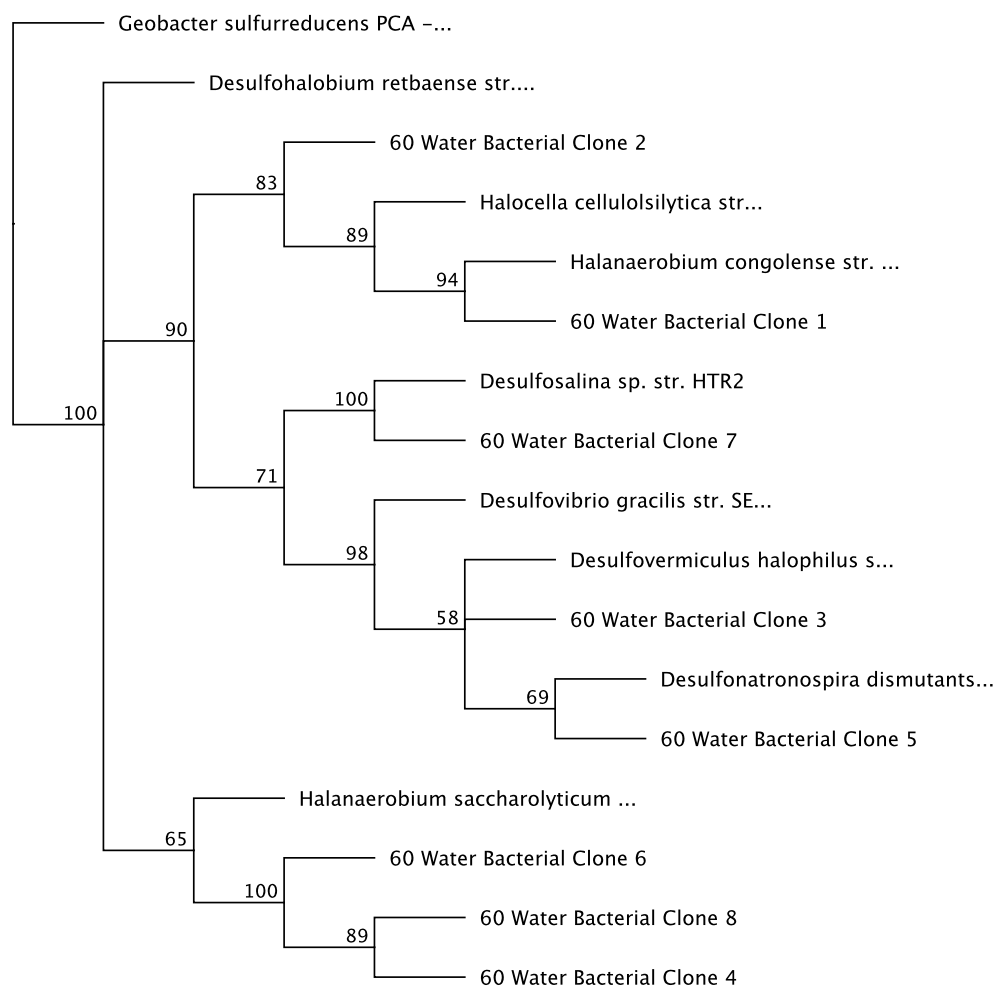 Geobacter sulfurreducens PCA –...
Desulfohalobium retbaense str....
60 Water Bacterial Clone 2
83
Halocella cellulolsilytica str...
89
Halanaerobium congolense str. ...
94
60 Water Bacterial Clone 1
90
Desulfosalina sp. str. HTR2
100
100
60 Water Bacterial Clone 7
71
Desulfovibrio gracilis str. SE...
98
Desulfovermiculus halophilus s...
58
60 Water Bacterial Clone 3
Desulfonatronospira dismutants...
69
60 Water Bacterial Clone 5
Halanaerobium saccharolyticum ...
65
60 Water Bacterial Clone 6
100
60 Water Bacterial Clone 8
89
60 Water Bacterial Clone 4